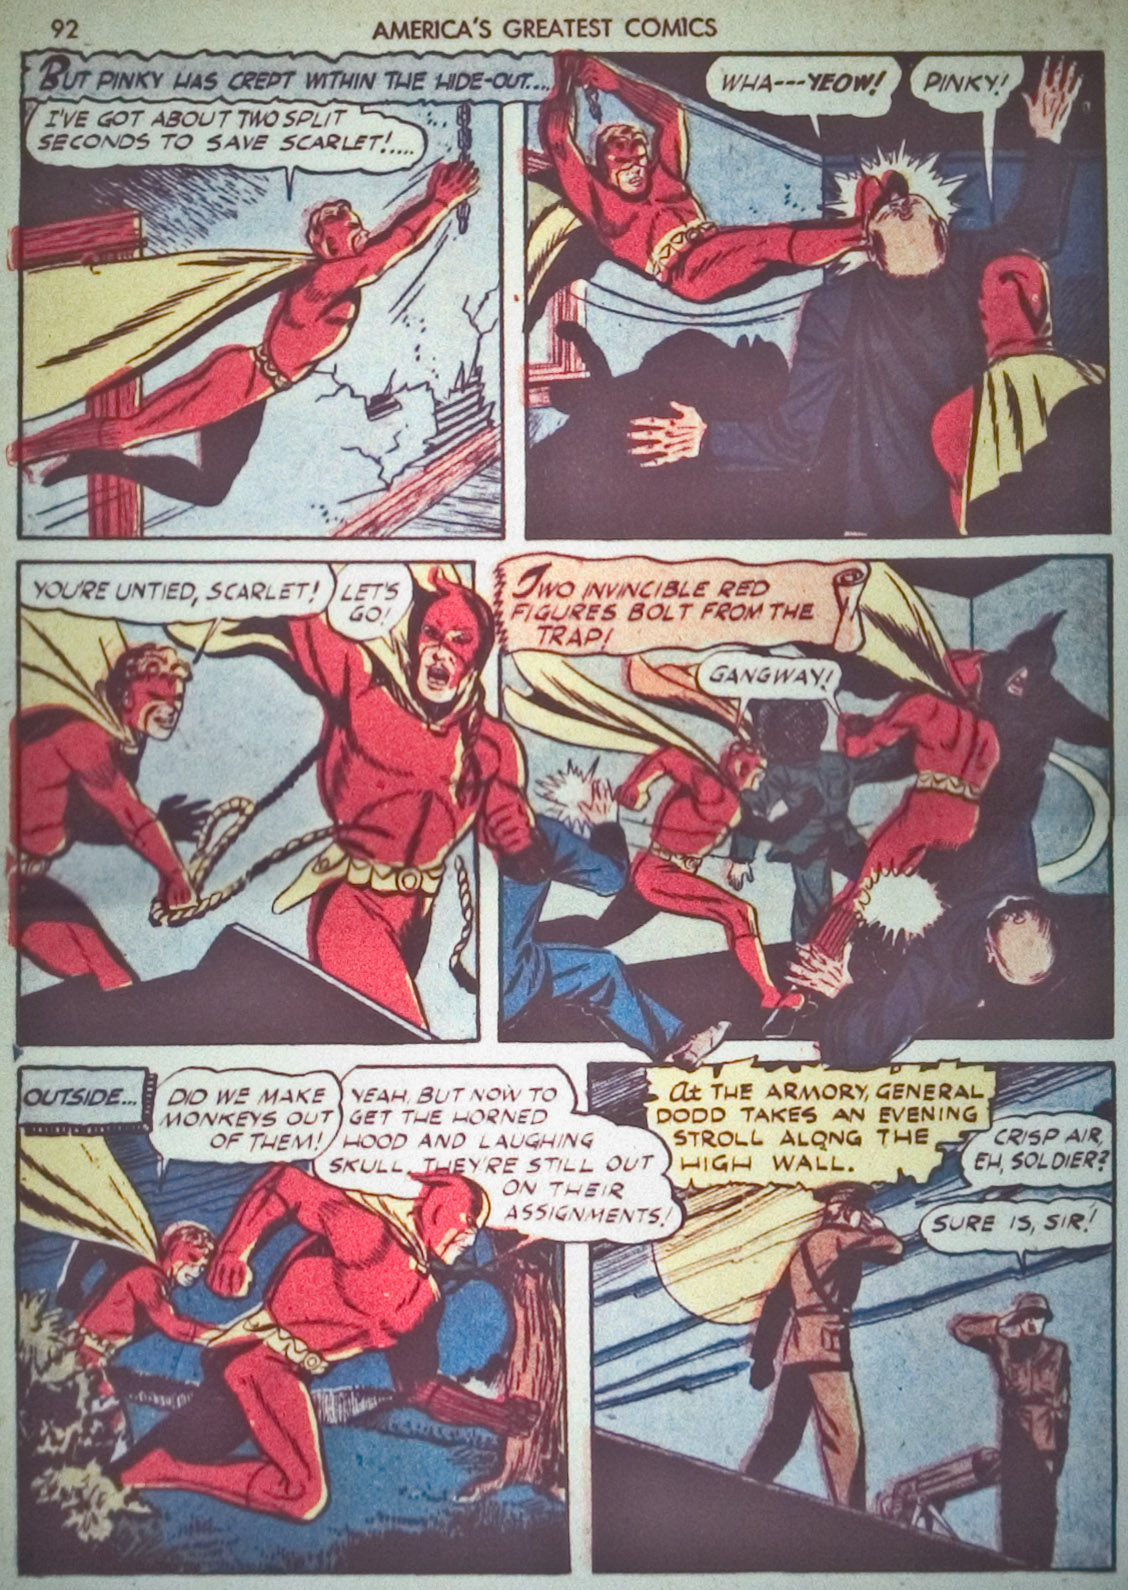 92
AMERICA'S GREATEST COMICS
BUT PINKY HAS CREPT WITHIN THE HIDE-OUT....
I'VE GOT ABOUT TWO SPLIT
SECONDS TO SAVE SCARLET!....
WHA---YEOW!
PINKY!
YOU'RE UNTIED, SCARLET!
LET'S
GO!
TWO INVINCIBLE RED
FIGURES BOLT FROM THE
TRAP!
GANGWAY!
OUTSIDE...
DID WE MAKE
MONKEYS OUT
OF THEM!
YEAH, BUT NOW TO
GET THE HORNED
HOOD AND LAUGHING
SKULL. THEY'RE STILL OUT
ON THEIR
ASSIGNMENTS!
AT THE ARMORY, GENERAL
DODD TAKES AN EVENING
STROLL ALONG THE
HIGH WALL.
CRISP AIR,
EH, SOLDIER?
SURE IS, SIR!